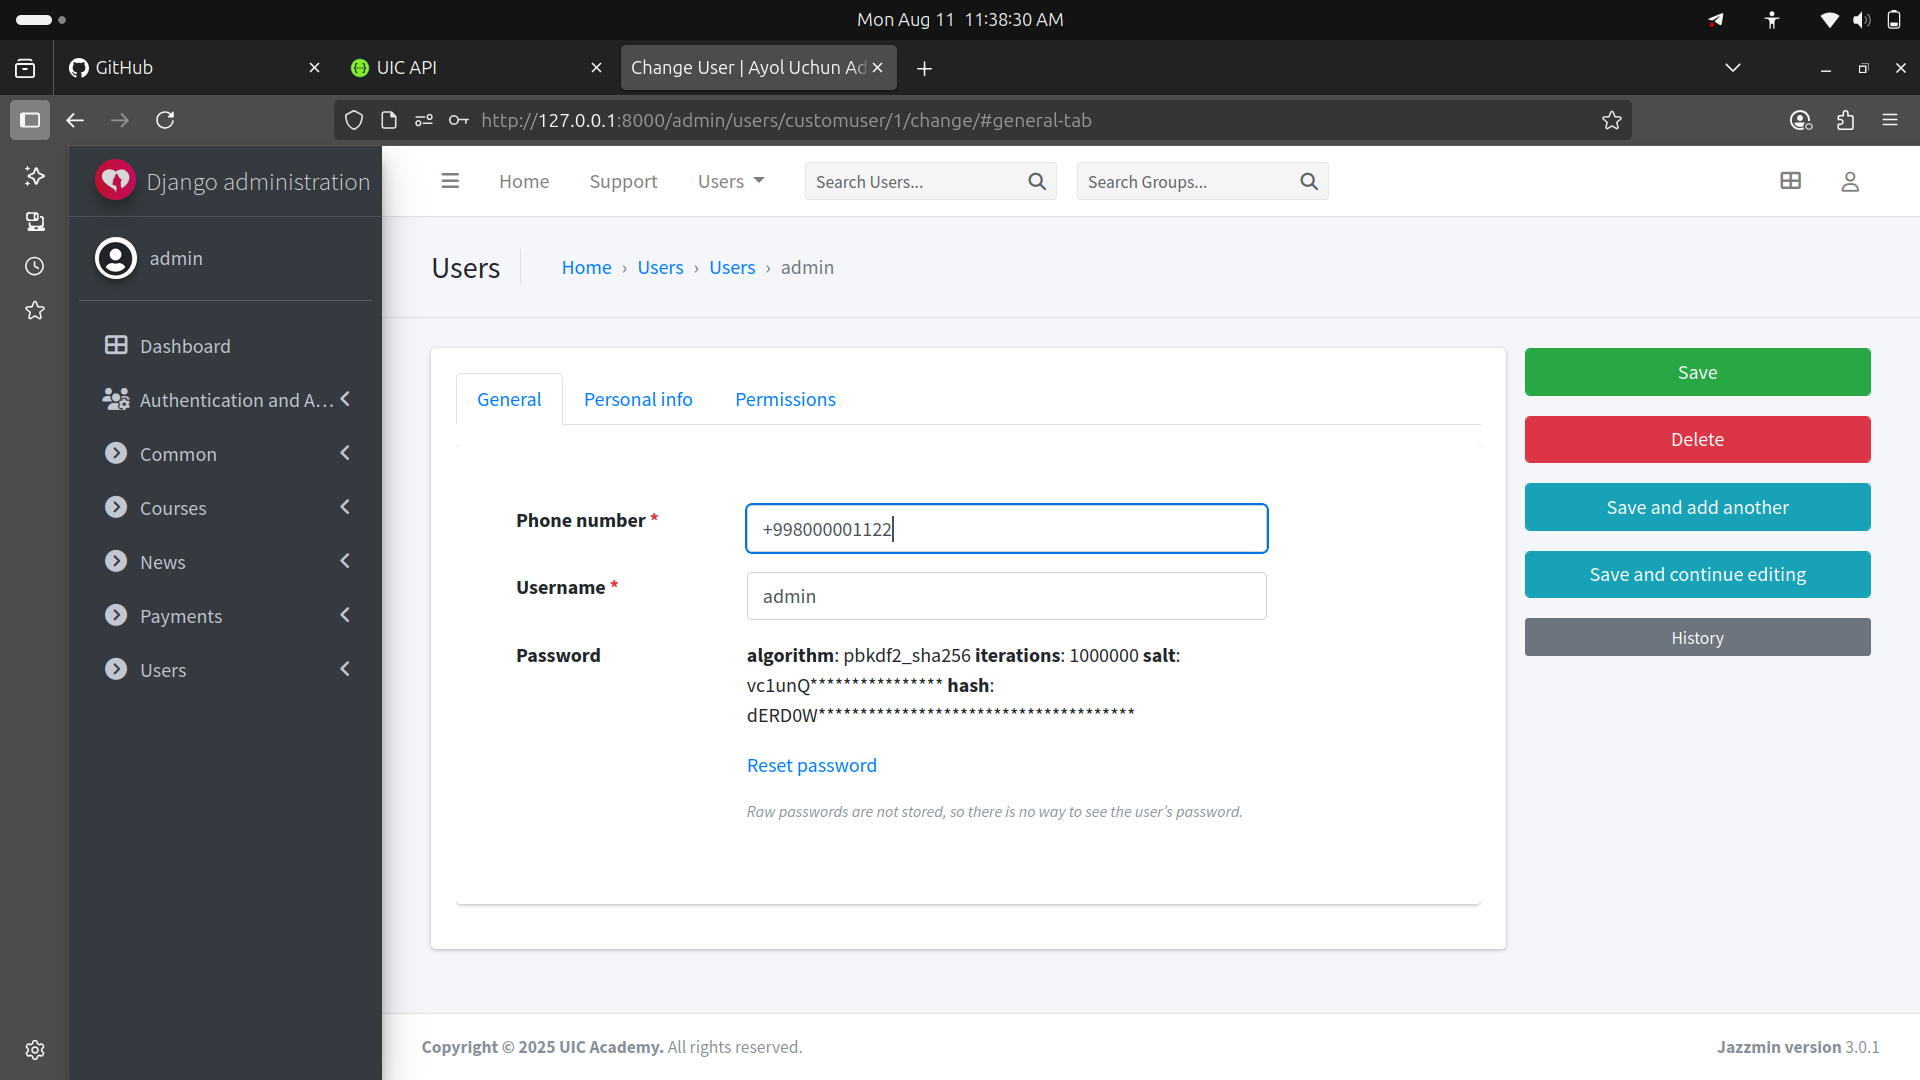 Mon Aug 11 11:38:30 AM
GitHub
UIC API
Change User | Ayol Uchun Ad
http://127.0.0.1:8000/admin/users/customuser/1/change/#general-tab
Django administration
Home
Support
Users
Search Users...
Search Groups...
admin
Users
Home › Users › Users › admin
Dashboard
Authentication and A...
Common
Courses
News
Payments
Users
General
Personal info
Permissions
Phone number *
+998000001122
Username *
admin
Password
algorithm: pbkdf2_sha256 iterations: 1000000 salt:
vc1unQ**************** hash:
dERD0W**************************************
Reset password
Raw passwords are not stored, so there is no way to see the user’s password.
Save
Delete
Save and add another
Save and continue editing
History
Copyright © 2025 UIC Academy. All rights reserved.
Jazzmin version 3.0.1